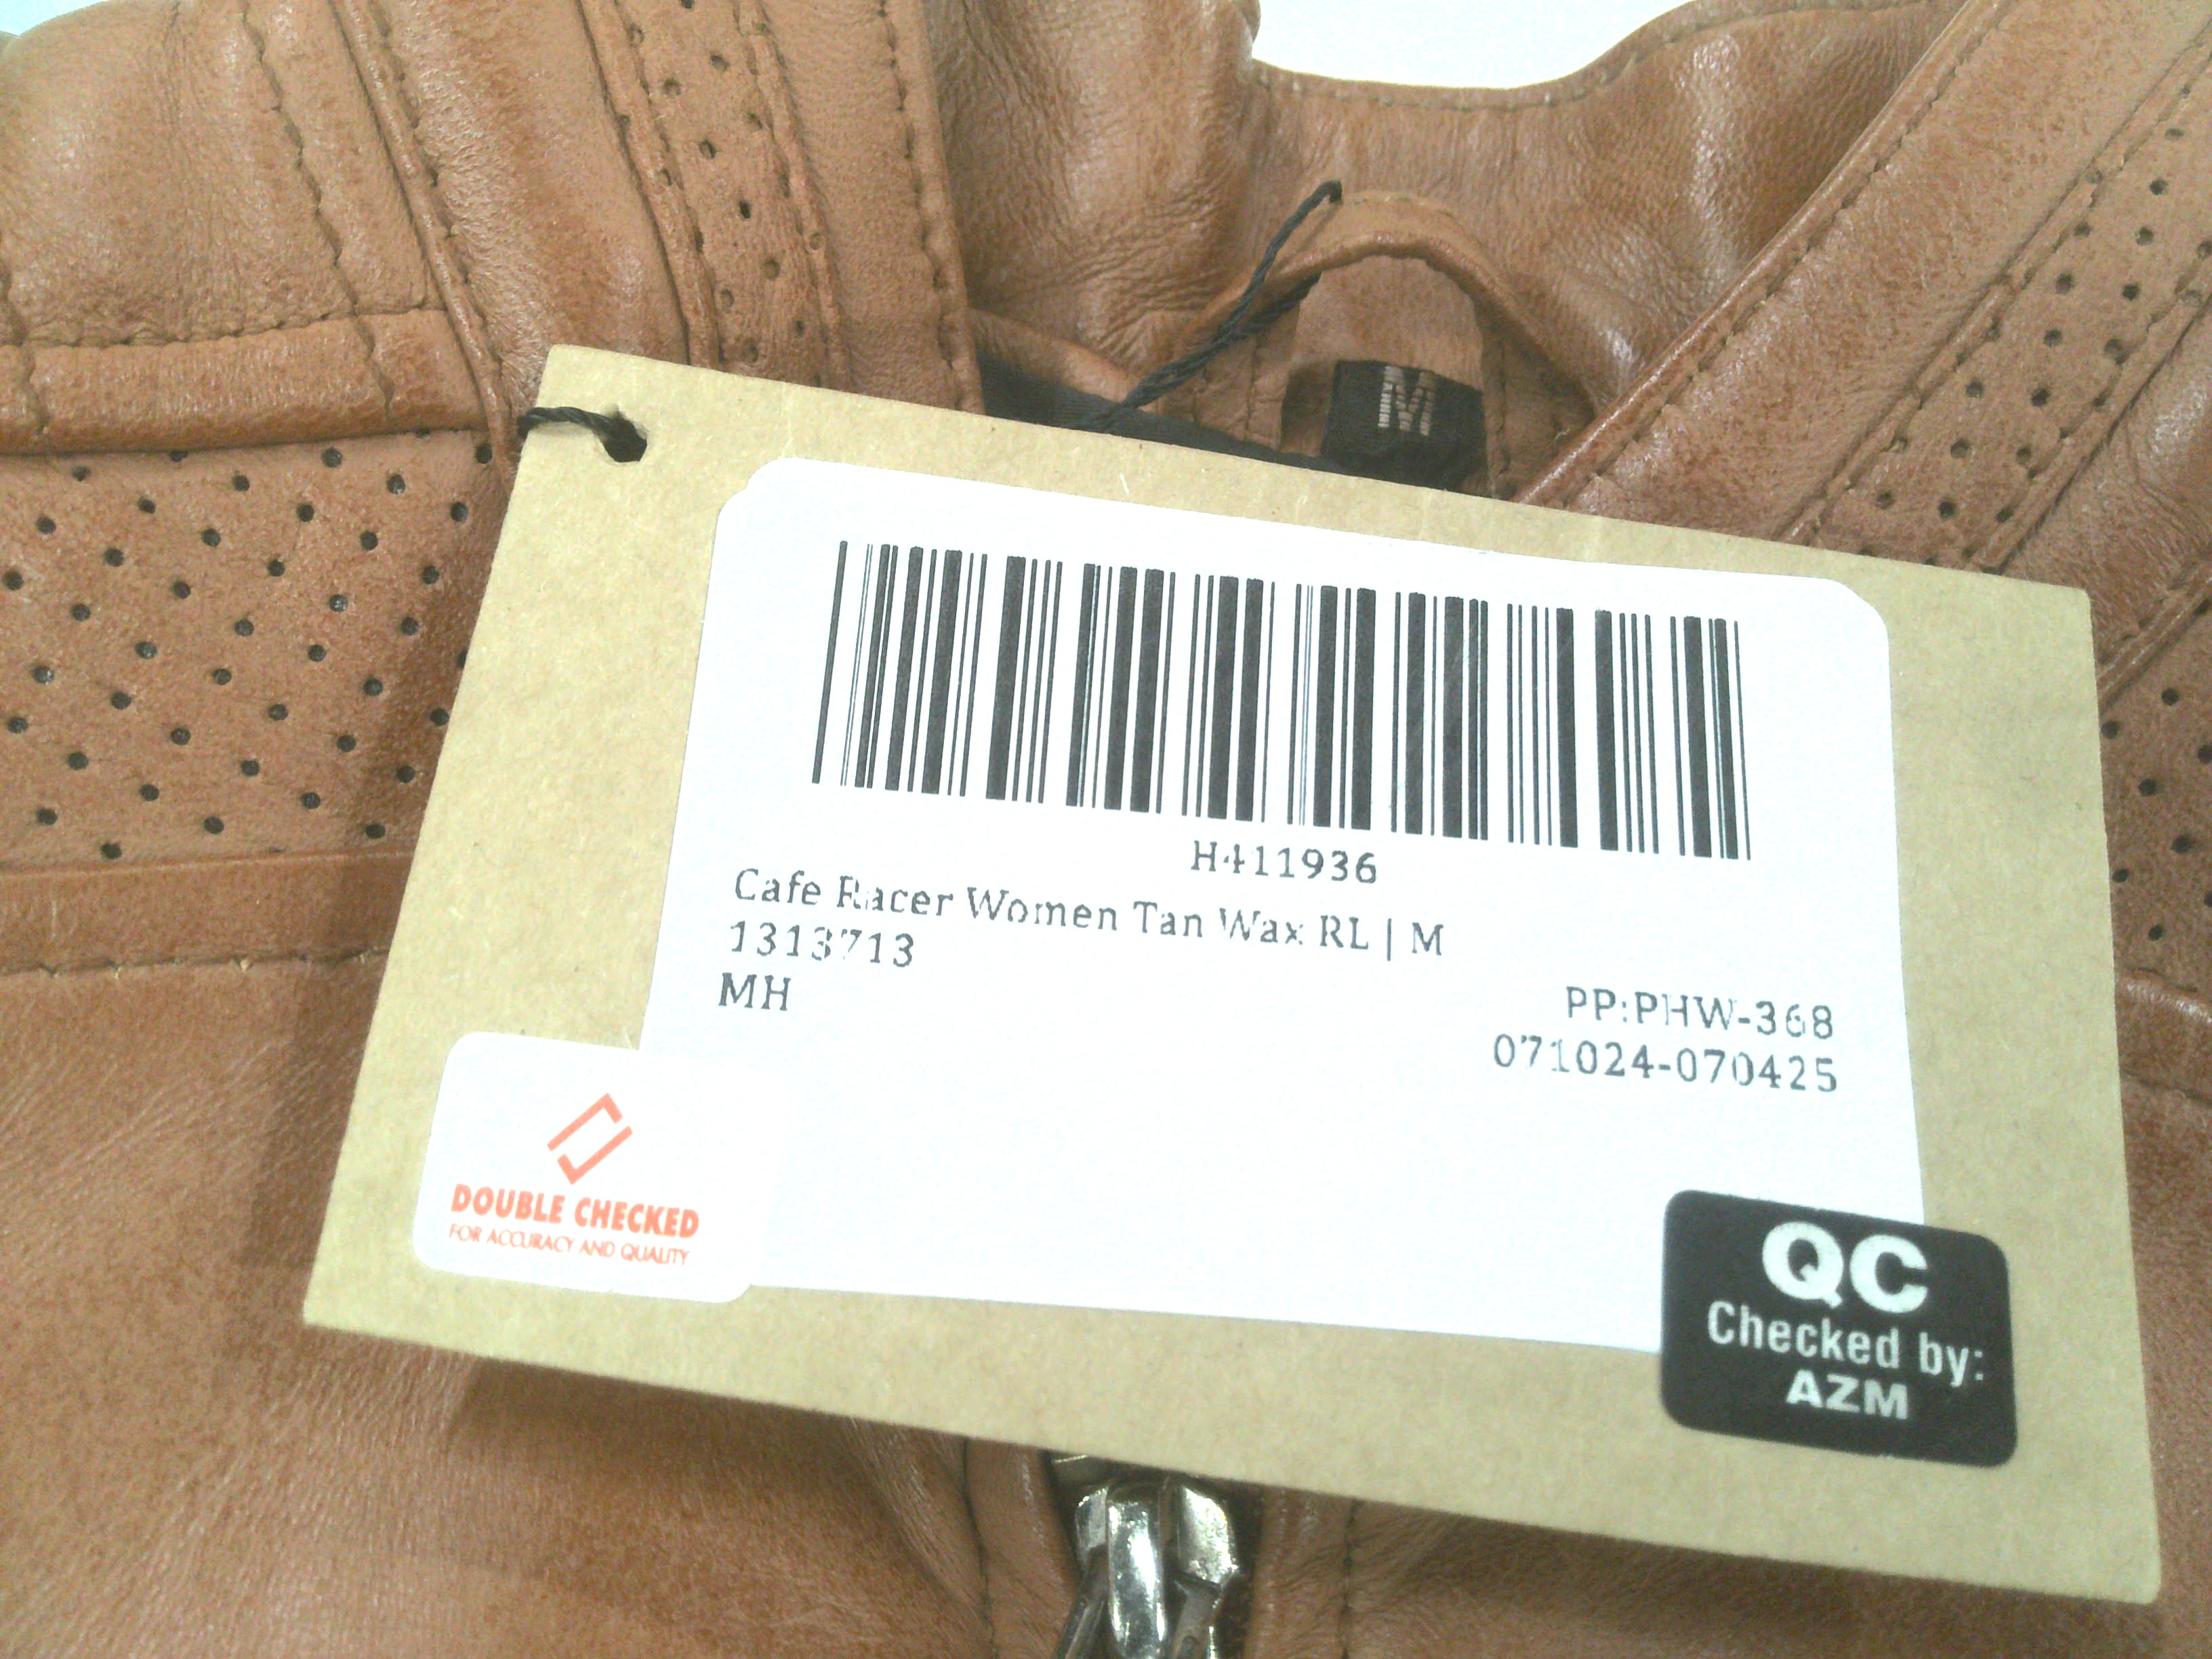 H411936
Cafe Racer Women Tan Wax RL | M
1313713
MH
PP:PHW-368
071024-070425
DOUBLE CHECKED
FOR ACCURACY AND QUALITY
QC
Checked by:
AZM